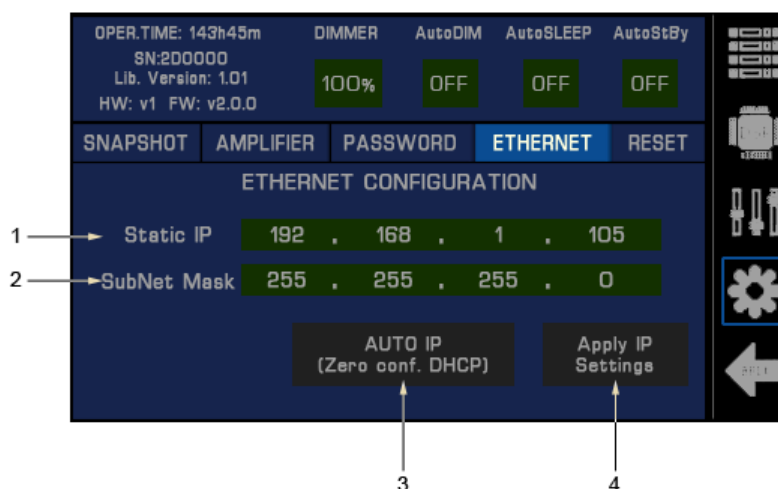 OPER.TIME: 143h45m
SN:2D0000
Lib. Version: 1.01
HW: v1 FW: v2.0.0
DIMMER AutoDIM AutoSLEEP AutoStBy
100% OFF OFF OFF
SNAPSHOT AMPLIFIER PASSWORD ETHERNET RESET
ETHERNET CONFIGURATION
1 Static IP 192 . 168 . 1 . 105
2 SubNet Mask 255 . 255 . 255 . 0
AUTO IP
(Zero conf. DHCP)
Apply IP
Settings
3 4